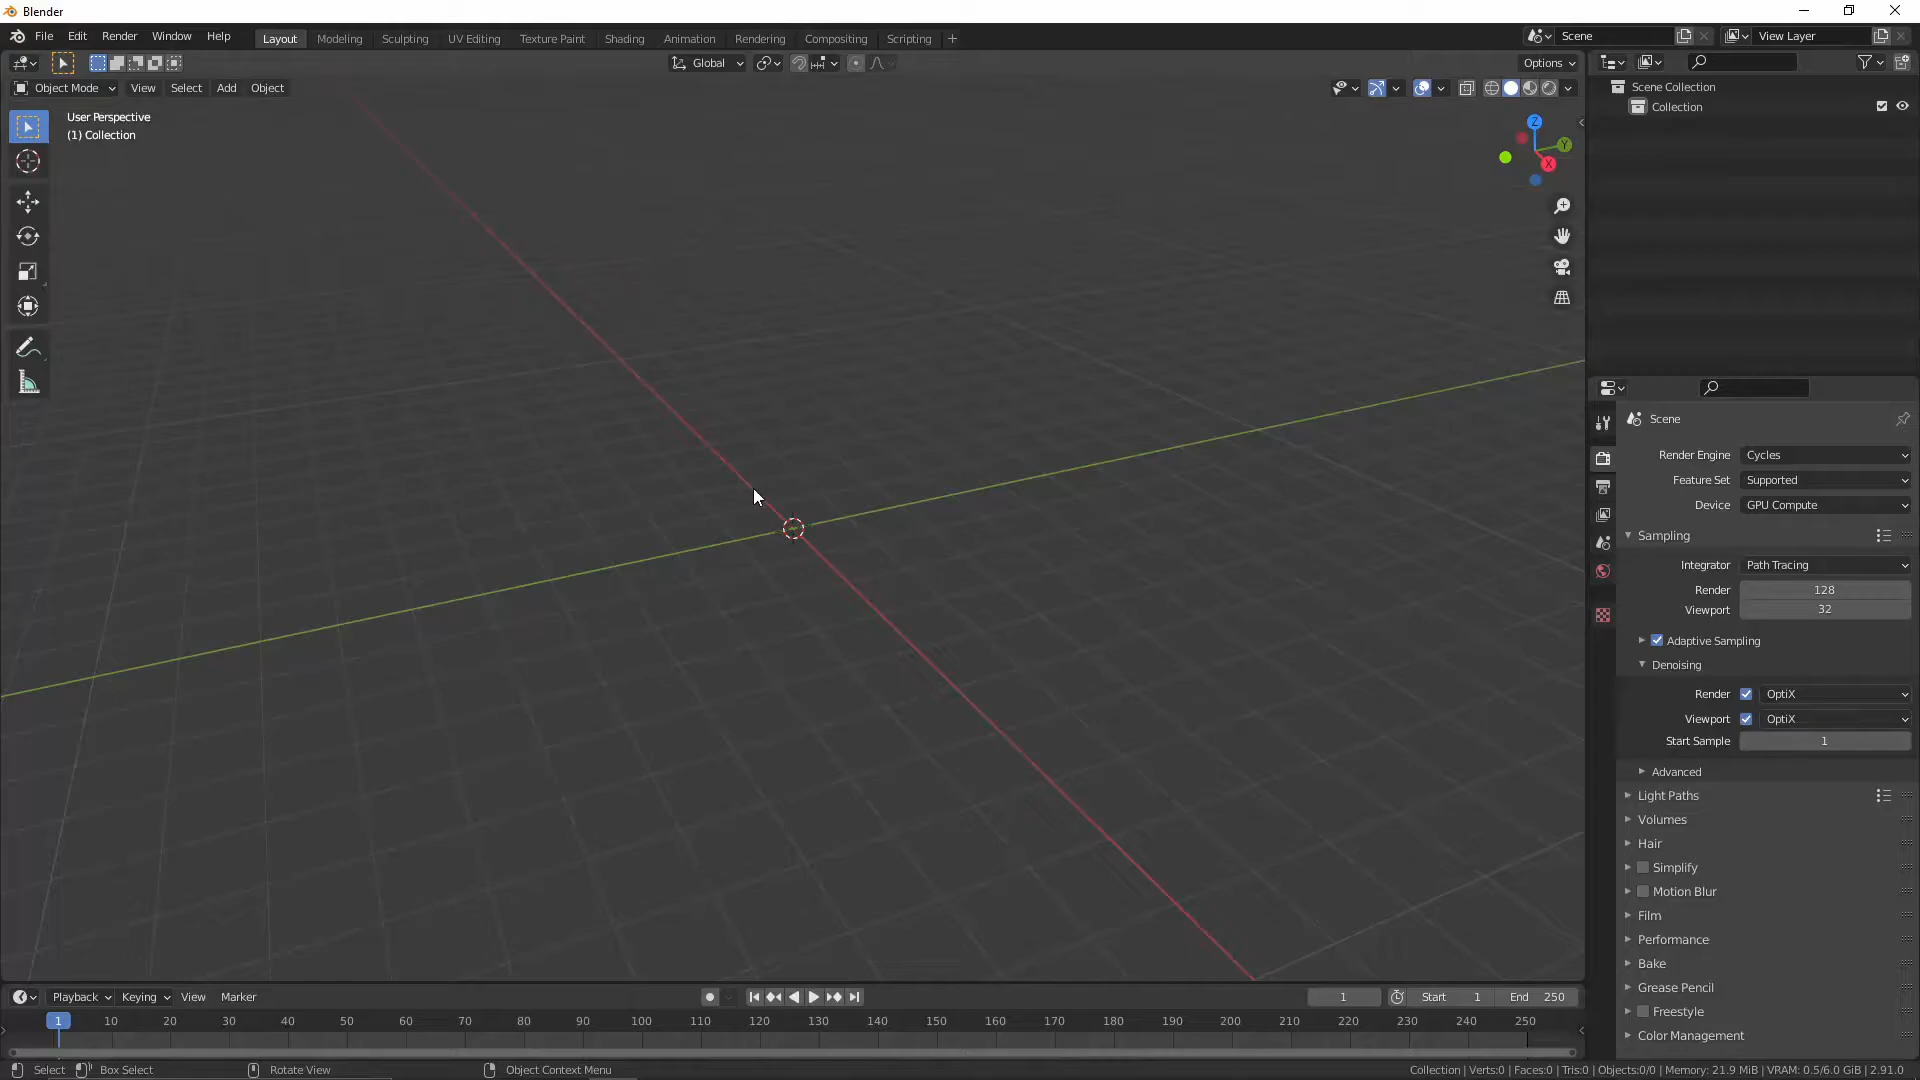 Blender
File Edit Render Window Help
Layout Modeling Sculpting UV Editing Texture Paint Shading Animation Rendering Compositing Scripting +
Scene
View Layer
Global
Options
Object Mode View Select Add Object
User Perspective
(1) Collection
Z
Y
X
Scene Collection
Collection
Scene
Render Engine Cycles
Feature Set Supported
Device GPU Compute
Sampling
Integrator Path Tracing
Render 128
Viewport 32
Adaptive Sampling
Denoising
Render OptiX
Viewport OptiX
Start Sample 1
Advanced
Light Paths
Volumes
Hair
Simplify
Motion Blur
Film
Performance
Bake
Grease Pencil
Freestyle
Color Management
Playback Keying View Marker
1 Start 1 End 250
1 10 20 30 40 50 60 70 80 90 100 110 120 130 140 150 160 170 180 190 200 210 220 230 240 250
Select Box Select Rotate View Object Context Menu
Collection | Verts:0 | Faces:0 | Tris:0 | Objects:0/0 | Memory: 21.9 MiB | VRAM: 0.5/6.0 GiB | 2.91.0